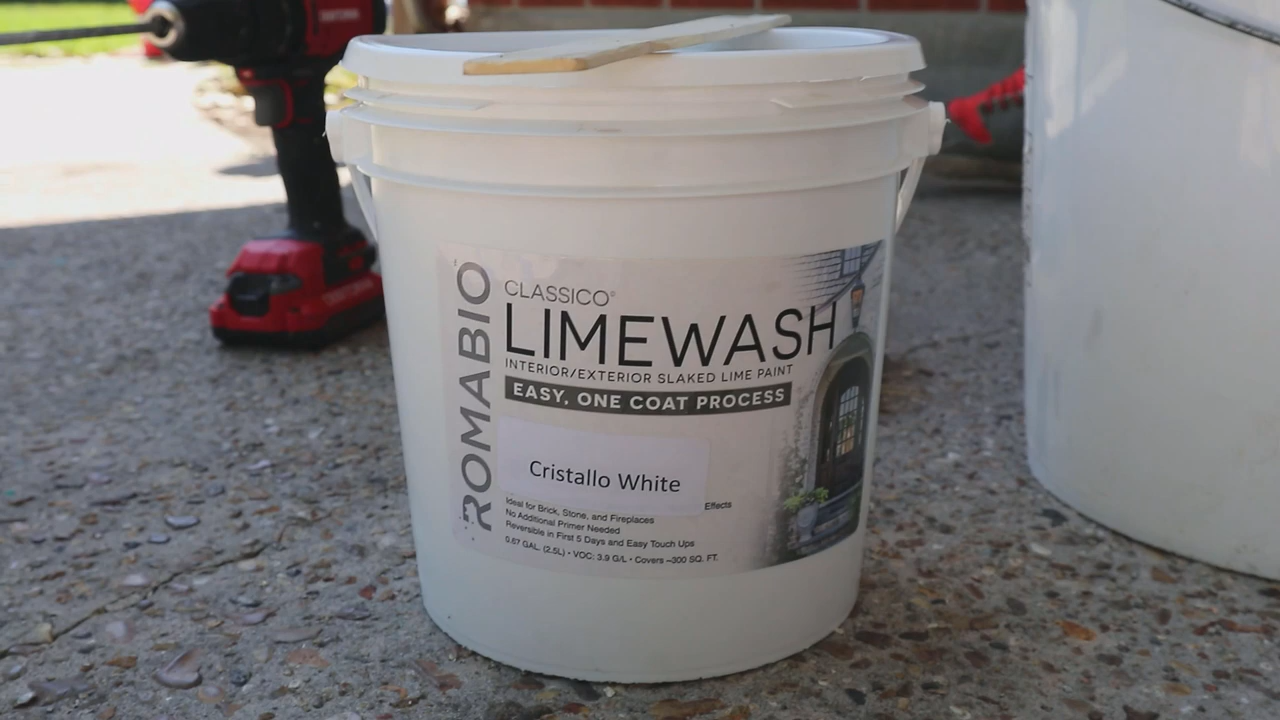 ROMABIO
CLASSICO®
LIMEWASH
INTERIOR/EXTERIOR SLAKED LIME PAINT
EASY, ONE COAT PROCESS
Cristallo White
Effects
Ideal for Brick, Stone, and Fireplaces
No Additional Primer Needed
Reversible in First 5 Days and Easy Touch Ups
0.67 GAL. (2.5L) • VOC: 3.9 G/L • Covers ~300 SQ. FT.